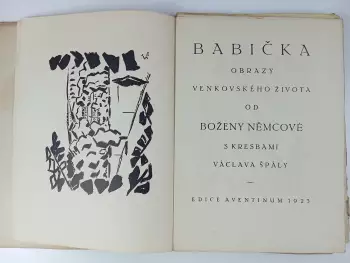 BABIČKA
OBRAZY
VENKOVSKÉHO ŽIVOTA
OD
BOŽENY NĚMCOVÉ
S KRESBAMI
VÁCLAVA ŠPÁLY
EDICE AVENTINUM 1923